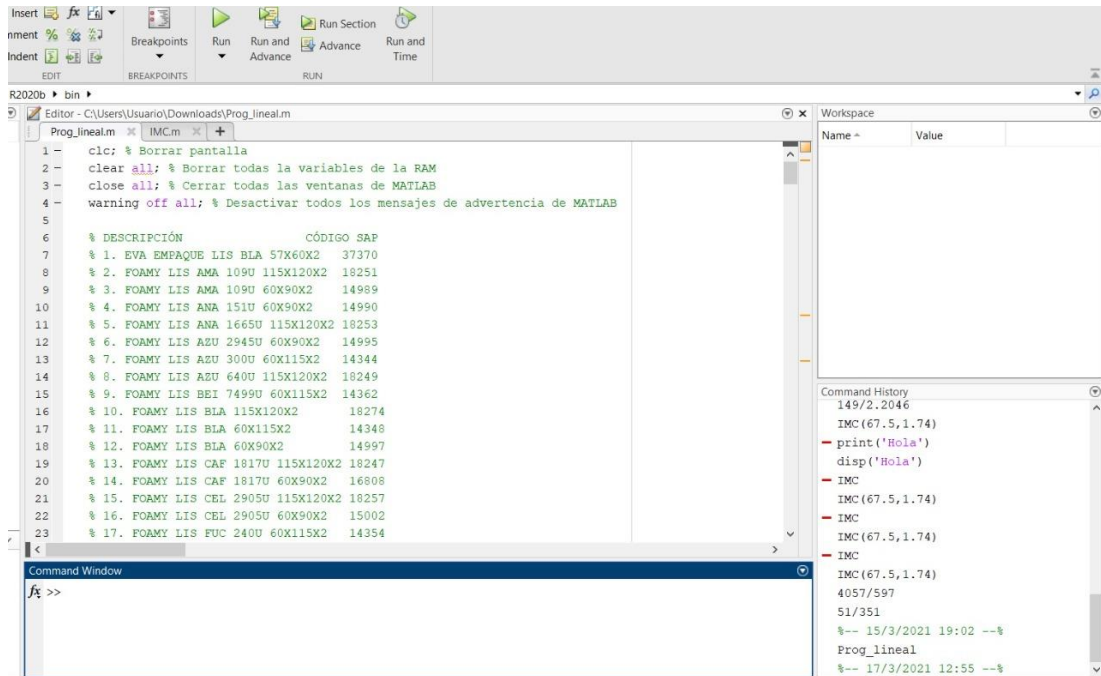 Insert fx
Breakpoints
Run
Run and
Advance
Run Section
Advance
Run and
Time
EDIT
BREAKPOINTS
RUN
R2020b ▸ bin ▸
Editor - C:\Users\Usuario\Downloads\Prog_lineal.m
Prog_lineal.m
IMC.m
1 - clc; % Borrar pantalla
2 - clear all; % Borrar todas la variables de la RAM
3 - close all; % Cerrar todas las ventanas de MATLAB
4 - warning off all; % Desactivar todos los mensajes de advertencia de MATLAB
5
6 % DESCRIPCIÓN CÓDIGO SAP
7 % 1. EVA EMPAQUE LIS BLA 57X60X2 37370
8 % 2. FOAMY LIS AMA 109U 115X120X2 18251
9 % 3. FOAMY LIS AMA 109U 60X90X2 14989
10 % 4. FOAMY LIS ANA 151U 60X90X2 14990
11 % 5. FOAMY LIS ANA 1665U 115X120X2 18253
12 % 6. FOAMY LIS AZU 2945U 60X90X2 14995
13 % 7. FOAMY LIS AZU 300U 60X115X2 14344
14 % 8. FOAMY LIS AZU 640U 115X120X2 18249
15 % 9. FOAMY LIS BEI 7499U 60X115X2 14362
16 % 10. FOAMY LIS BLA 115X120X2 18274
17 % 11. FOAMY LIS BLA 60X115X2 14348
18 % 12. FOAMY LIS BLA 60X90X2 14997
19 % 13. FOAMY LIS CAF 1817U 115X120X2 18247
20 % 14. FOAMY LIS CAF 1817U 60X90X2 16808
21 % 15. FOAMY LIS CEL 2905U 115X120X2 18257
22 % 16. FOAMY LIS CEL 2905U 60X90X2 15002
23 % 17. FOAMY LIS FUC 240U 60X115X2 14354
Command Window
fx >>
Workspace
Name Value
Command History
149/2.2046
IMC(67.5,1.74)
print('Hola')
disp('Hola')
IMC
IMC(67.5,1.74)
IMC
IMC(67.5,1.74)
IMC
IMC(67.5,1.74)
4057/597
51/351
%-- 15/3/2021 19:02 --%
Prog_lineal
%-- 17/3/2021 12:55 --%